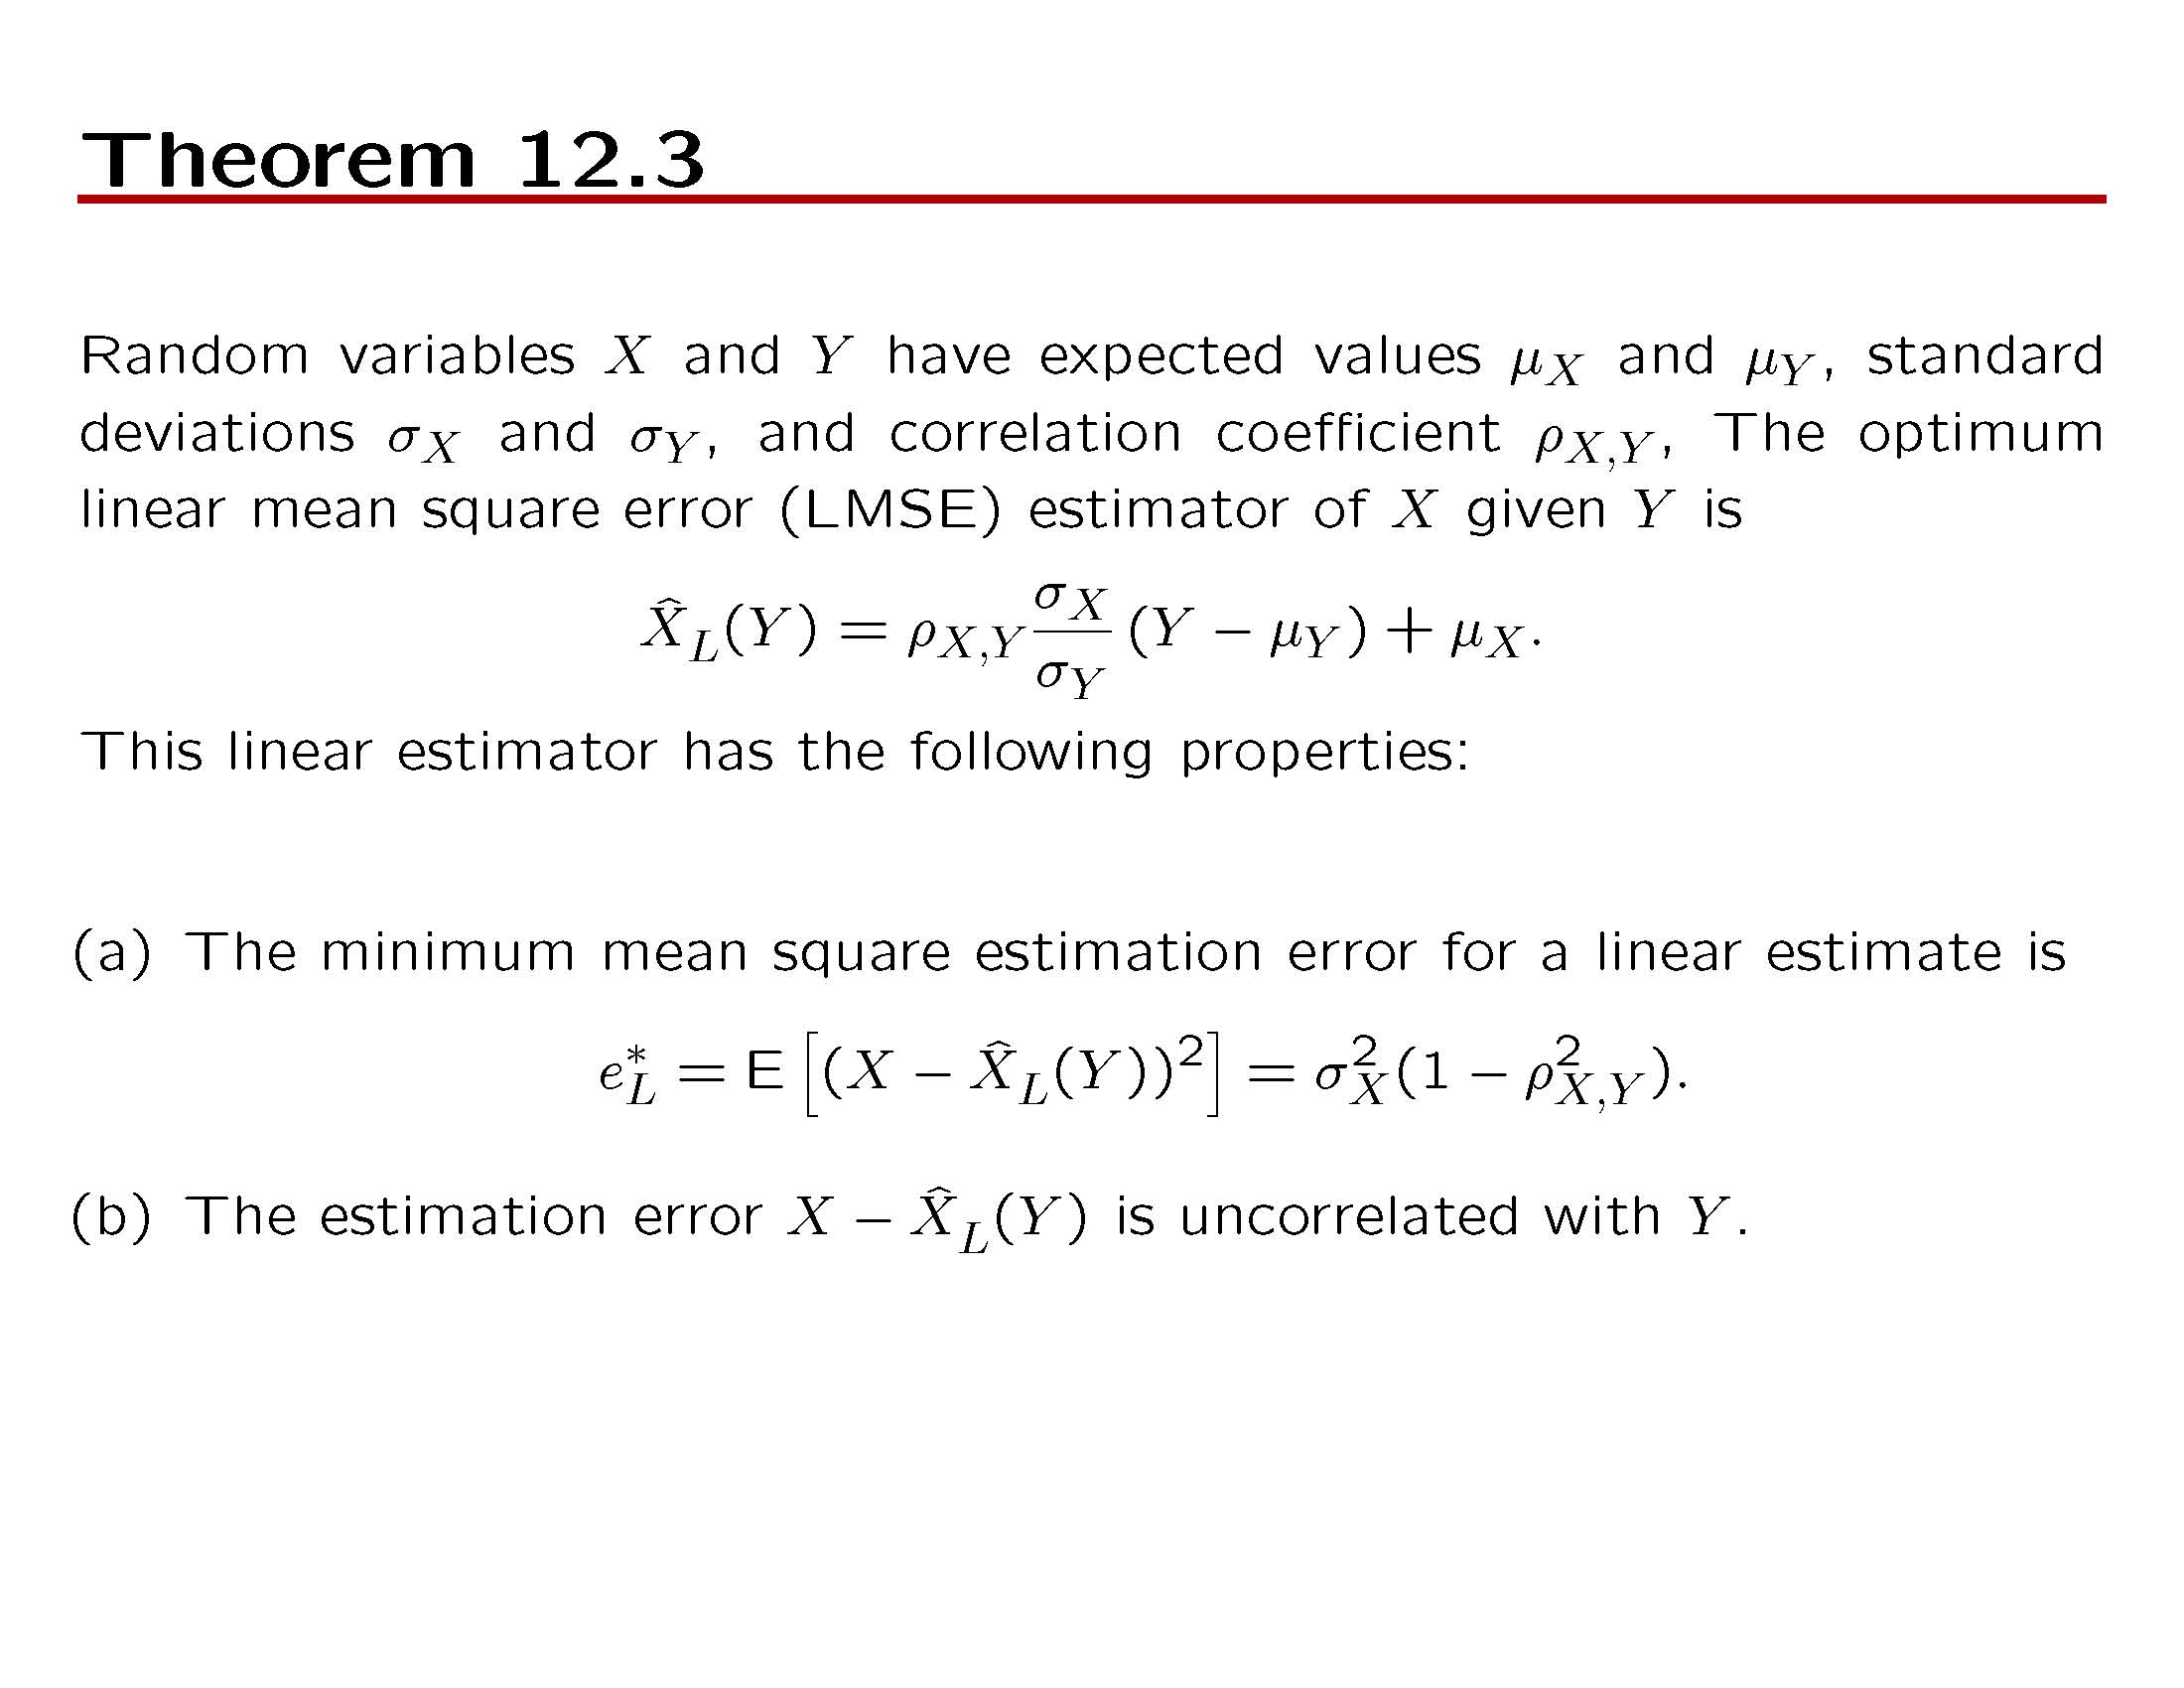 Theorem 12.3
Random variables X and Y have expected values μ_X and μ_Y, standard
deviations σ_X and σ_Y, and correlation coefficient ρ_{X,Y}, The optimum
linear mean square error (LMSE) estimator of X given Y is
X̂_L(Y) = ρ_{X,Y} \frac{σ_X}{σ_Y} (Y − μ_Y) + μ_X.
This linear estimator has the following properties:
(a) The minimum mean square estimation error for a linear estimate is
e*_L = E [(X − X̂_L(Y))²] = σ²_X(1 − ρ²_{X,Y}).
(b) The estimation error X − X̂_L(Y) is uncorrelated with Y.